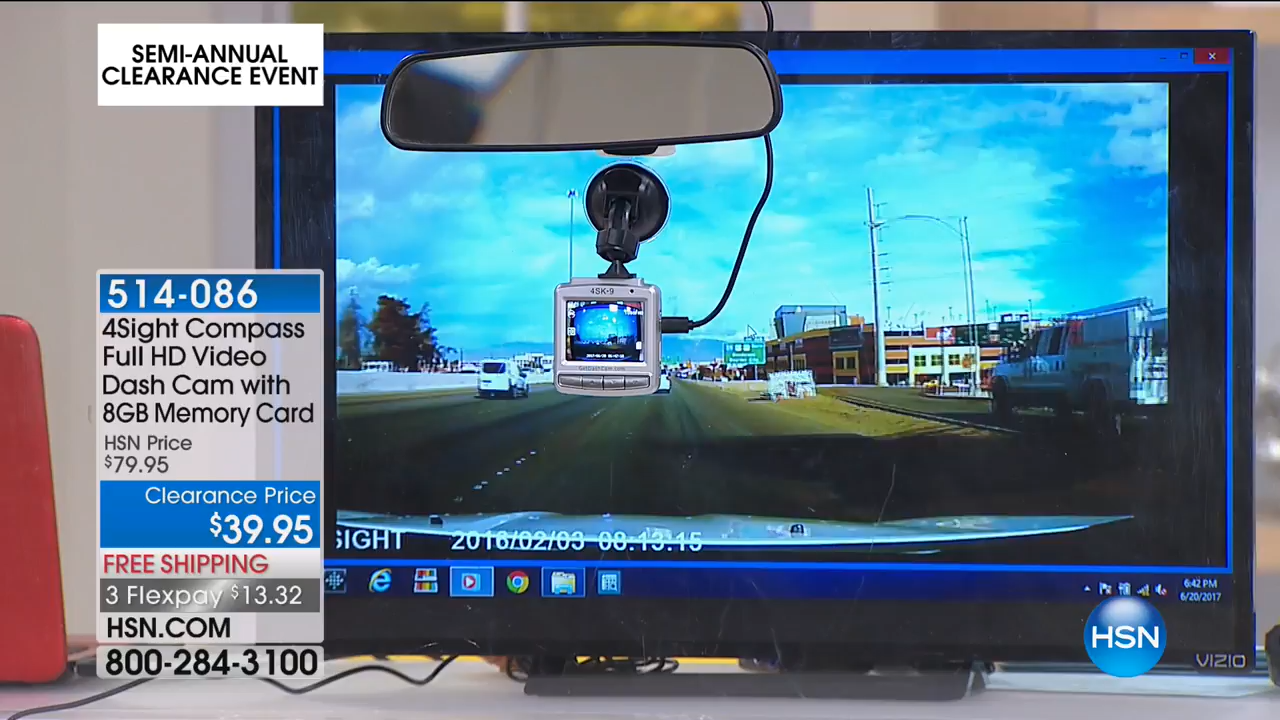 SEMI-ANNUAL
CLEARANCE EVENT
514-086
4Sight Compass
Full HD Video
Dash Cam with
8GB Memory Card
HSN Price
$79.95
Clearance Price
$39.95
FREE SHIPPING
3 Flexpay $13.32
HSN.COM
800-284-3100
4SK-9
GetDashCam.com
SIGHT 2016/02/03 08:13:15
6:42 PM
6/20/2017
HSN
VIZIO